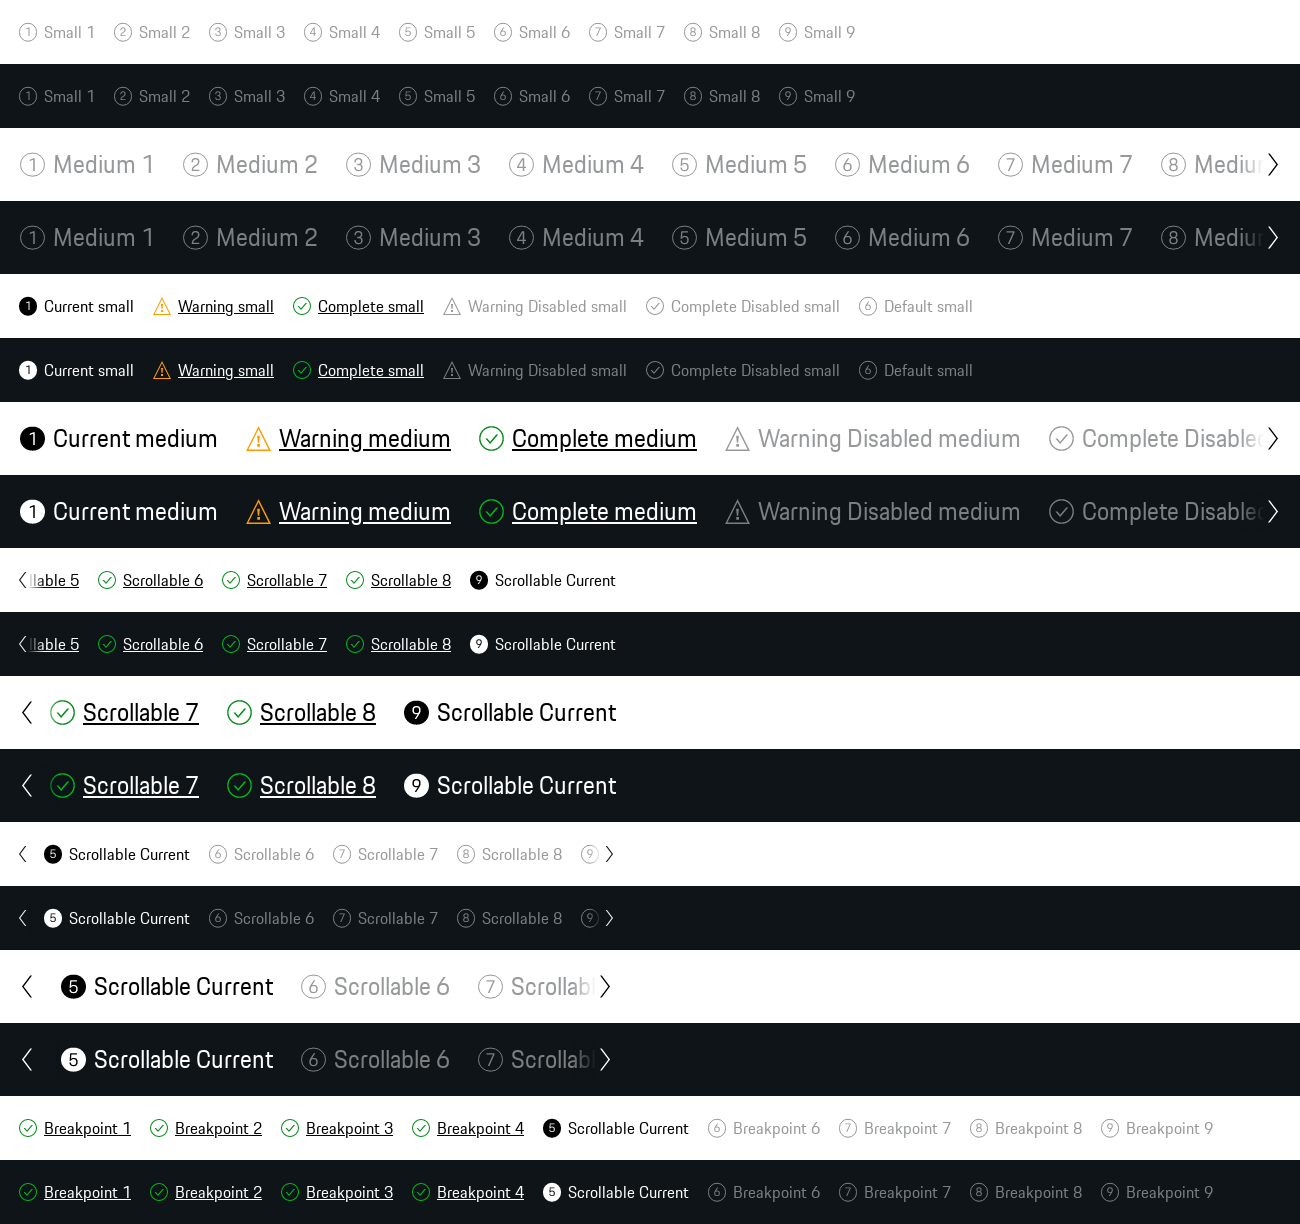 1 Small 1 2 Small 2 3 Small 3 4 Small 4 5 Small 5 6 Small 6 7 Small 7 8 Small 8 9 Small 9
1 Small 1 2 Small 2 3 Small 3 4 Small 4 5 Small 5 6 Small 6 7 Small 7 8 Small 8 9 Small 9
1 Medium 1 2 Medium 2 3 Medium 3 4 Medium 4 5 Medium 5 6 Medium 6 7 Medium 7 8 Mediu
1 Medium 1 2 Medium 2 3 Medium 3 4 Medium 4 5 Medium 5 6 Medium 6 7 Medium 7 8 Mediu
1 Current small Warning small Complete small Warning Disabled small Complete Disabled small 6 Default small
1 Current small Warning small Complete small Warning Disabled small Complete Disabled small 6 Default small
1 Current medium Warning medium Complete medium Warning Disabled medium Complete Disabled
1 Current medium Warning medium Complete medium Warning Disabled medium Complete Disabled
llable 5 Scrollable 6 Scrollable 7 Scrollable 8 9 Scrollable Current
llable 5 Scrollable 6 Scrollable 7 Scrollable 8 9 Scrollable Current
Scrollable 7 Scrollable 8 9 Scrollable Current
Scrollable 7 Scrollable 8 9 Scrollable Current
5 Scrollable Current 6 Scrollable 6 7 Scrollable 7 8 Scrollable 8 9
5 Scrollable Current 6 Scrollable 6 7 Scrollable 7 8 Scrollable 8 9
5 Scrollable Current 6 Scrollable 6 7 Scrollabl
5 Scrollable Current 6 Scrollable 6 7 Scrollabl
Breakpoint 1 Breakpoint 2 Breakpoint 3 Breakpoint 4 5 Scrollable Current 6 Breakpoint 6 7 Breakpoint 7 8 Breakpoint 8 9 Breakpoint 9
Breakpoint 1 Breakpoint 2 Breakpoint 3 Breakpoint 4 5 Scrollable Current 6 Breakpoint 6 7 Breakpoint 7 8 Breakpoint 8 9 Breakpoint 9